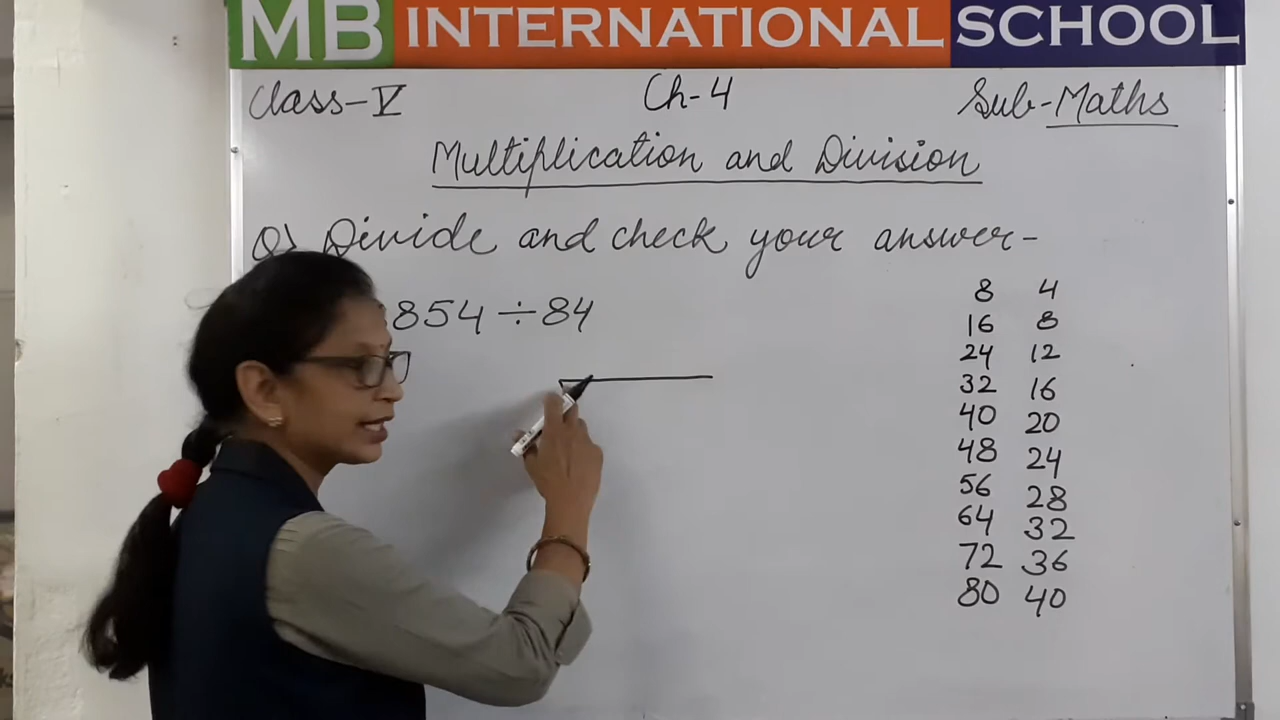 MB INTERNATIONAL SCHOOL
Class-V Ch-4 Sub-Maths
Multiplication and Division
Q) Divide and check your answer-
854 ÷ 84
8 4
16 8
24 12
32 16
40 20
48 24
56 28
64 32
72 36
80 40